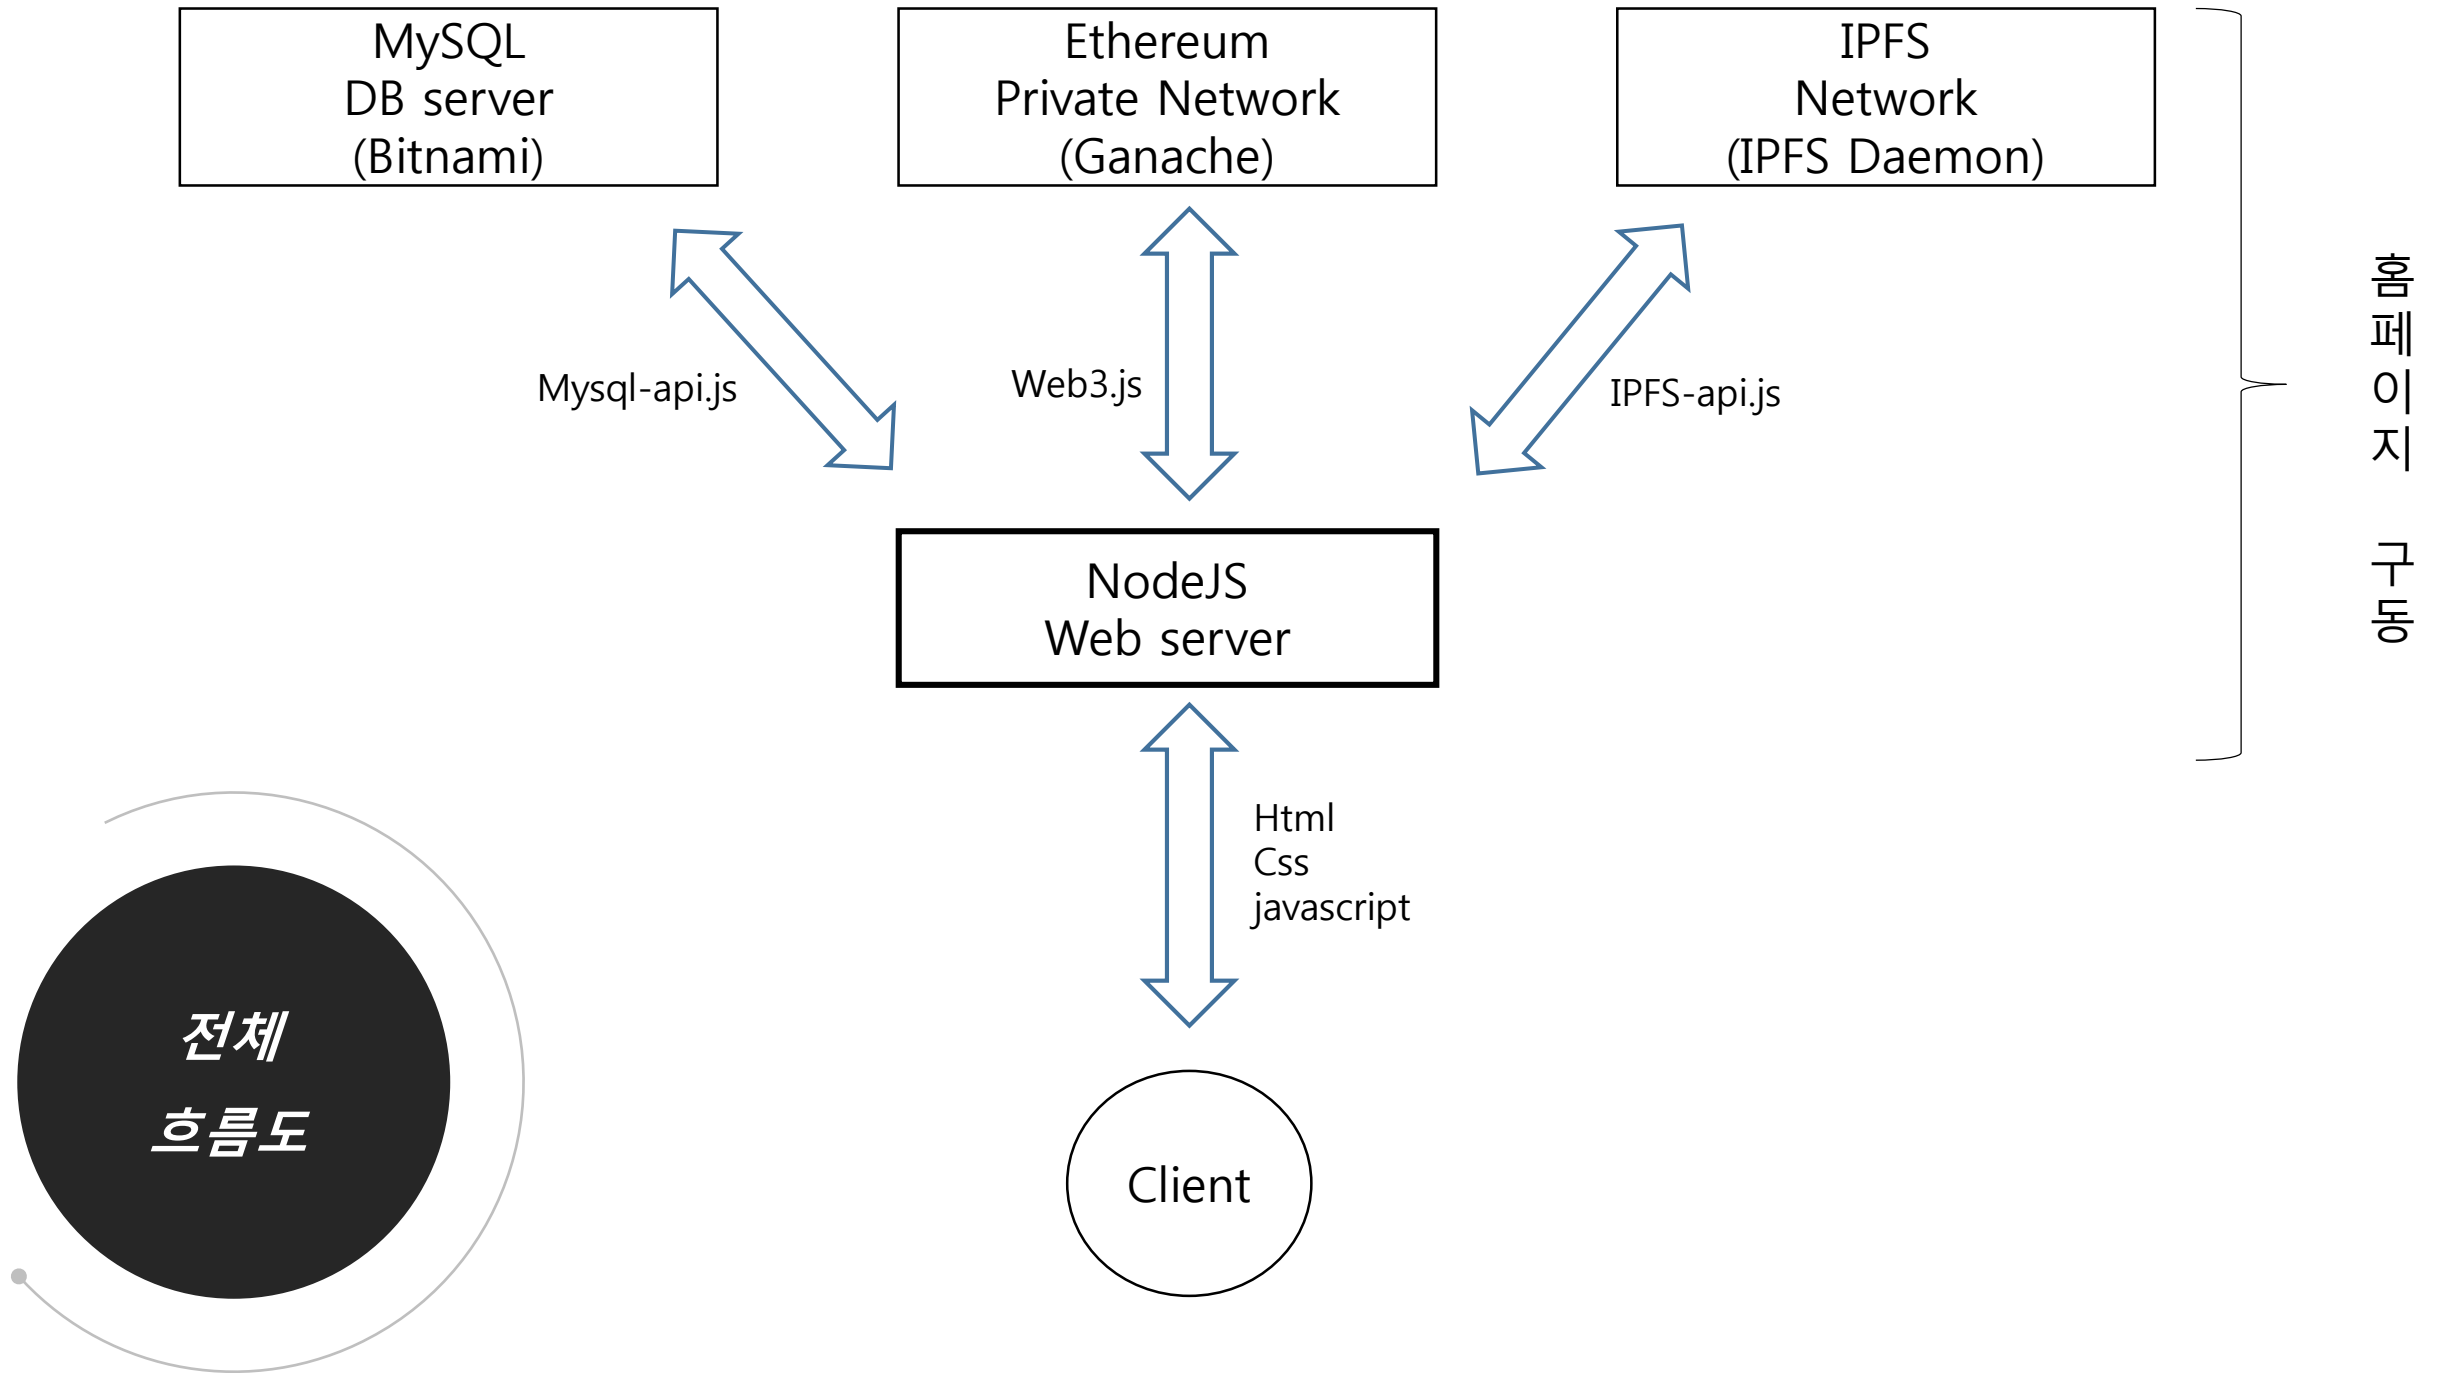 MySQL
DB server
(Bitnami)
Ethereum
Private Network
(Ganache)
IPFS
Network
(IPFS Daemon)
Mysql-api.js
Web3.js
IPFS-api.js
홈페이지 구동
NodeJS
Web server
Html
Css
javascript
전체
흐름도
Client